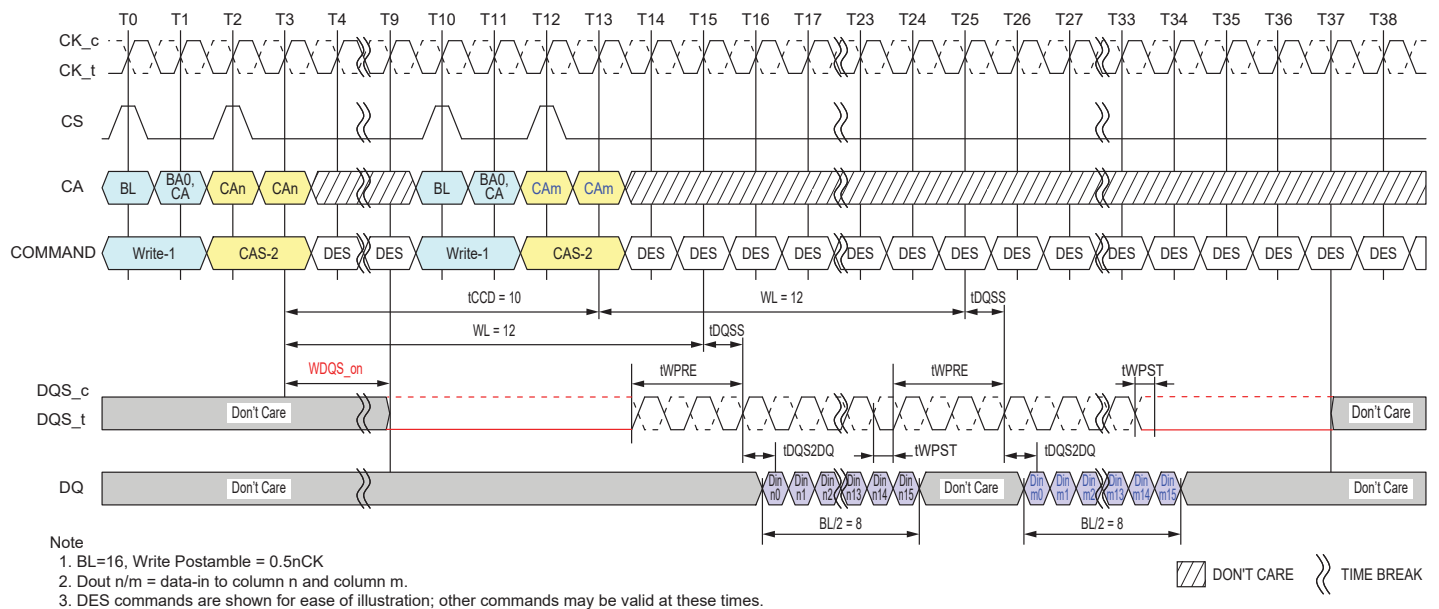 T0 T1 T2 T3 T4 T9 T10 T11 T12 T13 T14 T15 T16 T17 T23 T24 T25 T26 T27 T33 T34 T35 T36 T37 T38
CK_c
CK_t
CS
CA BL BA0, CA CAn CAn BL BA0, CA CAm CAm
COMMAND Write-1 CAS-2 DES DES Write-1 CAS-2 DES DES DES DES DES DES DES DES DES DES DES DES DES DES DES
tCCD = 10 WL = 12 tDQSS
WL = 12 tDQSS
WDQS_on tWPRE tWPRE tWPST
DQS_c
DQS_t Don't Care Don't Care
tDQS2DQ tWPST tDQS2DQ
DQ Don't Care Din n0 Din n1 Din n2 Din n13 Din n14 Din n15 Don't Care Din m0 Din m1 Din m2 Din m13 Din m14 Din m15 Don't Care
BL/2 = 8 BL/2 = 8
Note
1. BL=16, Write Postamble = 0.5nCK
2. Dout n/m = data-in to column n and column m.
3. DES commands are shown for ease of illustration; other commands may be valid at these times.
DON'T CARE TIME BREAK